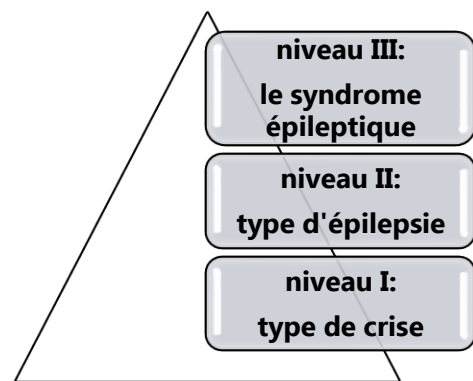 niveau III:
le syndrome
épileptique
niveau II:
type d'épilepsie
niveau I:
type de crise